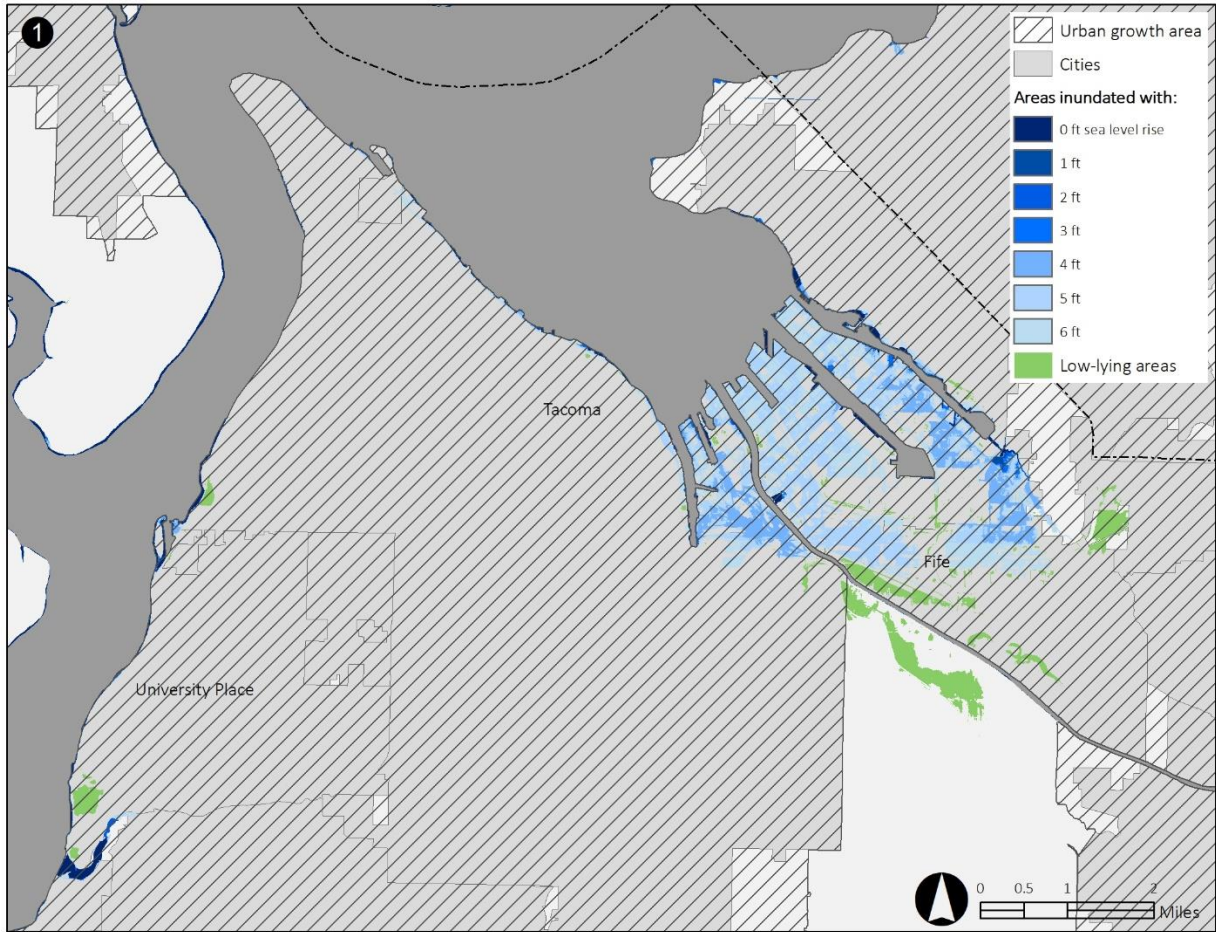 1
Urban growth area
Cities
Areas inundated with:
0 ft sea level rise
1 ft
2 ft
3 ft
4 ft
5 ft
6 ft
Low-lying areas
Tacoma
Fife
University Place
0 0.5 1 2
Miles